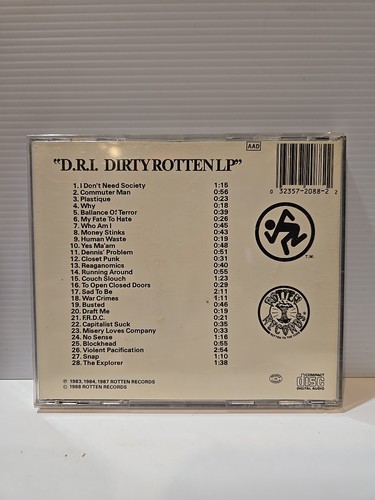 AAD
"D.R.I. DIRTYROTTENLP"
0 32357-2088-2 2
1. I Don't Need Society 1:15
2. Commuter Man 0:56
3. Plastique 0:23
4. Why 0:18
5. Ballance Of Terror 0:39
6. My Fate To Hate 0:26
7. Who Am I 0:45
8. Money Stinks 0:43
9. Human Waste 0:19
10. Yes Ma'am 0:48
11. Dennis' Problem 0:51
12. Closet Punk 0:31
13. Reaganomics 0:40
14. Running Around 0:55
15. Couch Slouch 1:23
16. To Open Closed Doors 0:29
17. Sad To Be 2:11
18. War Crimes 1:11
19. Busted 0:46
20. Draft Me 0:19
21. F.R.D.C. 0:21
22. Capitalist Suck 0:35
23. Misery Loves Company 0:33
24. No Sense 1:16
25. Blockhead 0:55
26. Violent Pacification 2:54
27. Snap 1:10
28. The Explorer 1:38
T.M.
ROTTEN
RECORDS
℗ 1983, 1984, 1987 ROTTEN RECORDS
© 1988 ROTTEN RECORDS
COMPACT
disc
DIGITAL AUDIO